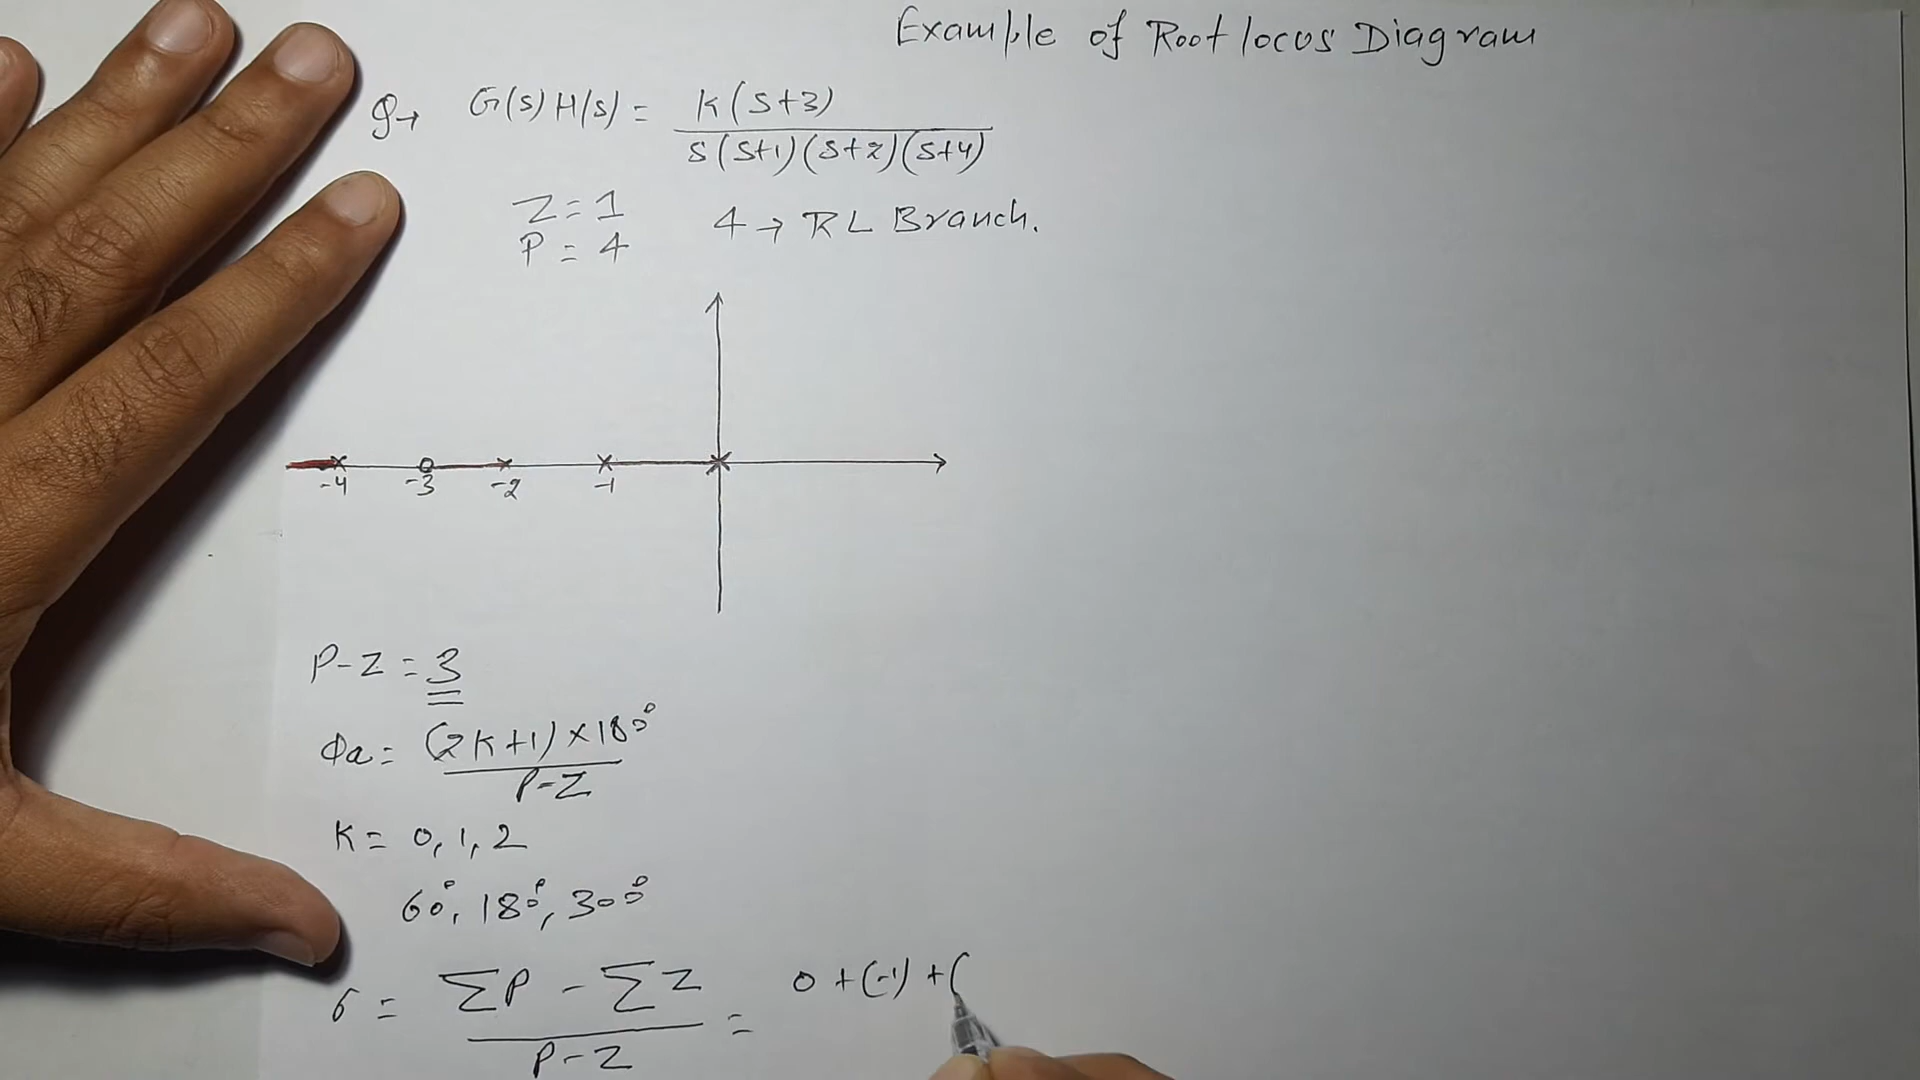 Example of Root locus Diagram
Q→ G(s)H(s) = K(s+3)
s(s+1)(s+2)(s+4)
Z=1 4 → RL Branch.
P=4
-4 -3 -2 -1
P-Z = 3
Φa = (2K+1)×180°
P-Z
K= 0, 1, 2
60°, 180°, 300°
σ = ΣP - ΣZ = 0 +(-1) +(
P-Z